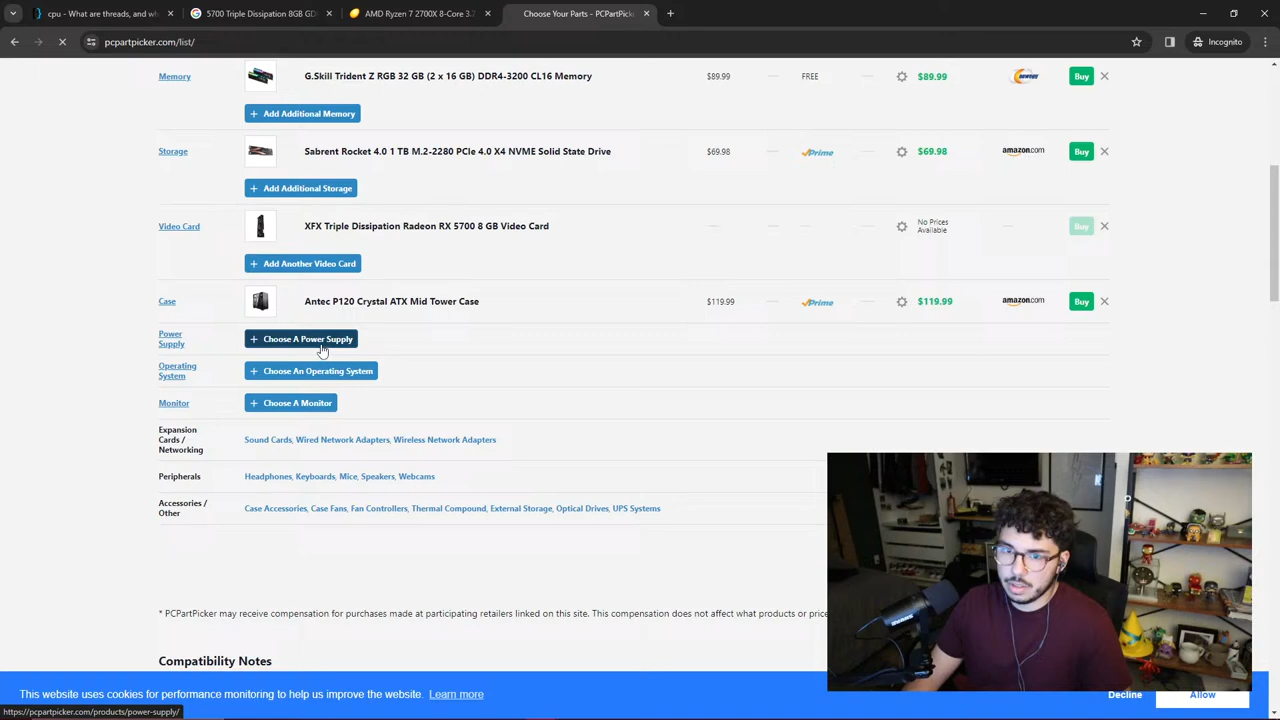 cpu - What are threads, and wh
5700 Triple Dissipation 8GB GD
AMD Ryzen 7 2700X 8-Core 3.7
Choose Your Parts - PCPartPicker
pcpartpicker.com/list/
Incognito
Memory
G.Skill Trident Z RGB 32 GB (2 x 16 GB) DDR4-3200 CL16 Memory
$89.99
FREE
$89.99
newegg
Buy
+ Add Additional Memory
Storage
Sabrent Rocket 4.0 1 TB M.2-2280 PCIe 4.0 X4 NVME Solid State Drive
$69.98
Prime
$69.98
amazon.com
Buy
+ Add Additional Storage
Video Card
XFX Triple Dissipation Radeon RX 5700 8 GB Video Card
No Prices
Available
Buy
+ Add Another Video Card
Case
Antec P120 Crystal ATX Mid Tower Case
$119.99
Prime
$119.99
amazon.com
Buy
Power
Supply
+ Choose A Power Supply
Operating
System
+ Choose An Operating System
Monitor
+ Choose A Monitor
Expansion
Cards /
Networking
Sound Cards, Wired Network Adapters, Wireless Network Adapters
Peripherals
Headphones, Keyboards, Mice, Speakers, Webcams
Accessories /
Other
Case Accessories, Case Fans, Fan Controllers, Thermal Compound, External Storage, Optical Drives, UPS Systems
* PCPartPicker may receive compensation for purchases made at participating retailers linked on this site. This compensation does not affect what products or price
Compatibility Notes
This website uses cookies for performance monitoring to help us improve the website. Learn more
Decline
Allow
https://pcpartpicker.com/products/power-supply/